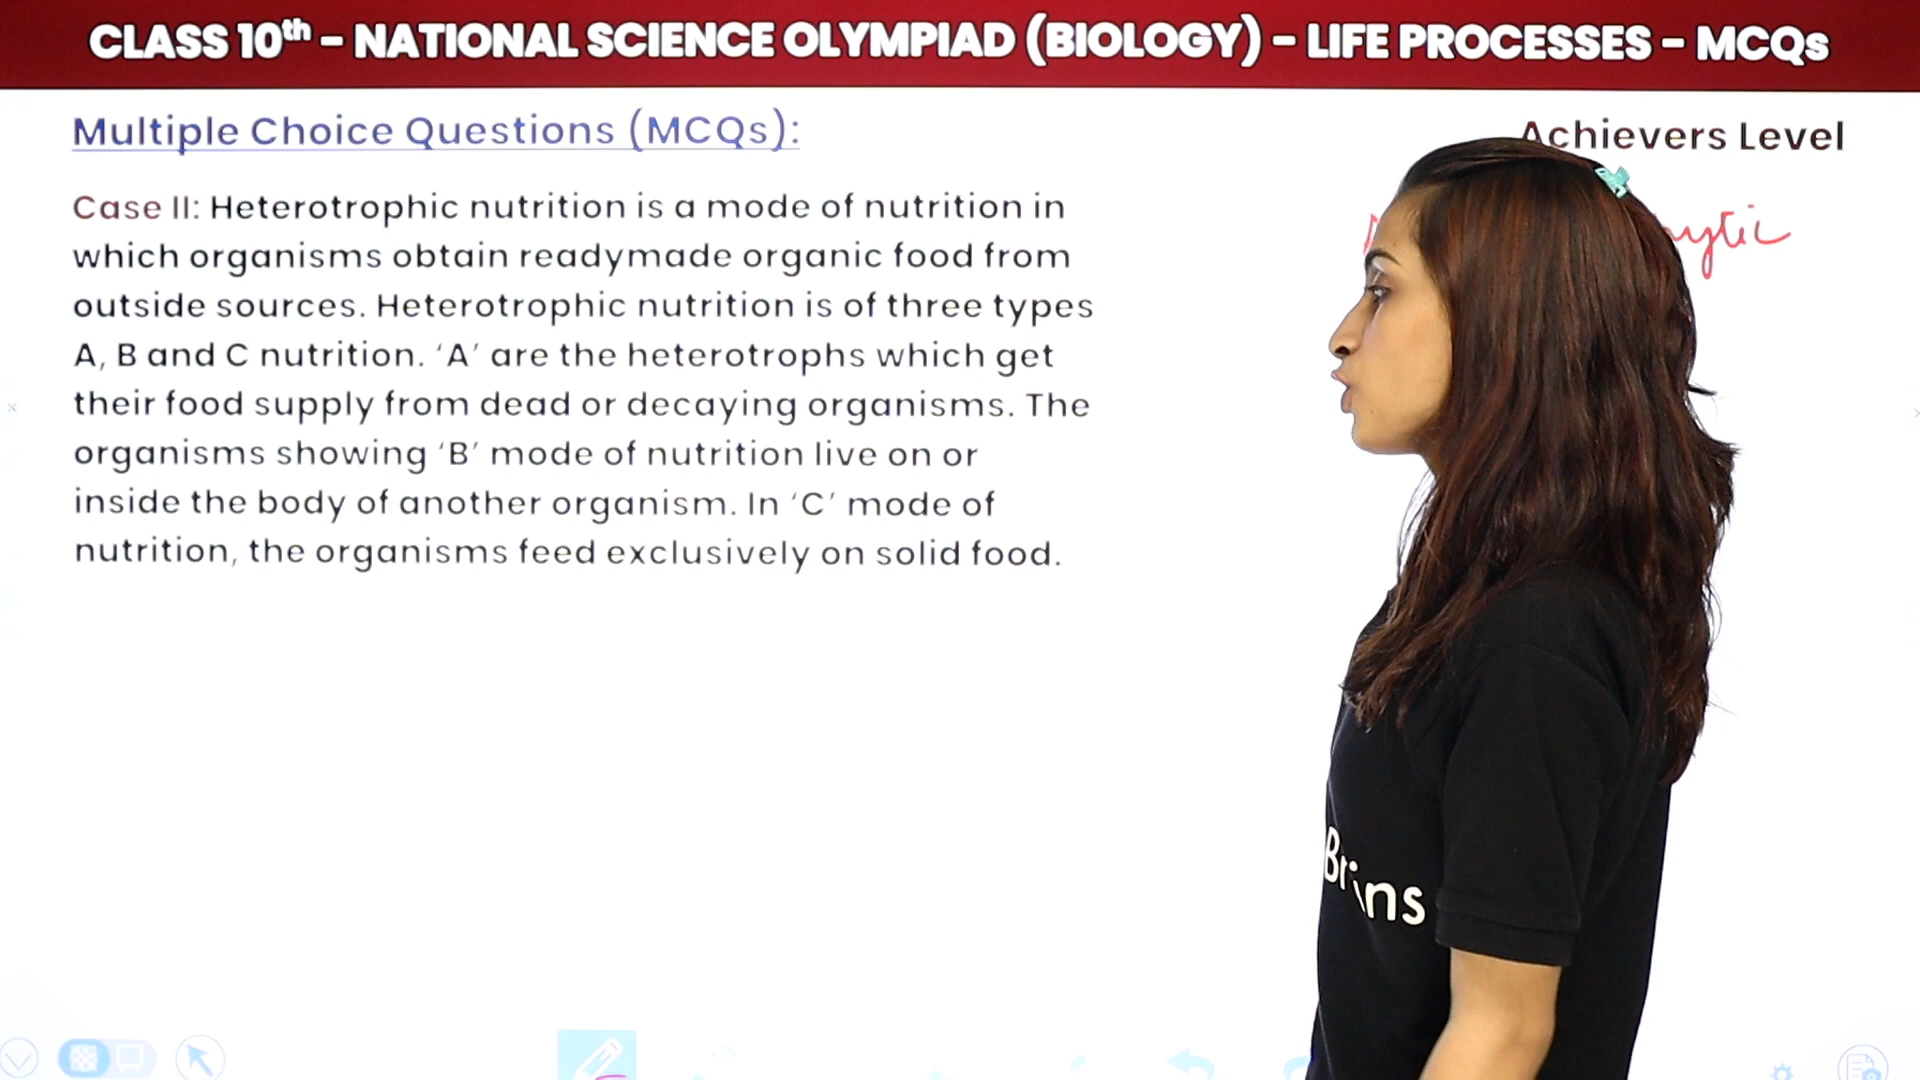 CLASS 10th - NATIONAL SCIENCE OLYMPIAD (BIOLOGY) - LIFE PROCESSES - MCQs
Multiple Choice Questions (MCQs):
Achievers Level
Case II: Heterotrophic nutrition is a mode of nutrition in
which organisms obtain readymade organic food from
outside sources. Heterotrophic nutrition is of three types
A, B and C nutrition. ‘A’ are the heterotrophs which get
their food supply from dead or decaying organisms. The
organisms showing ‘B’ mode of nutrition live on or
inside the body of another organism. In ‘C’ mode of
nutrition, the organisms feed exclusively on solid food.